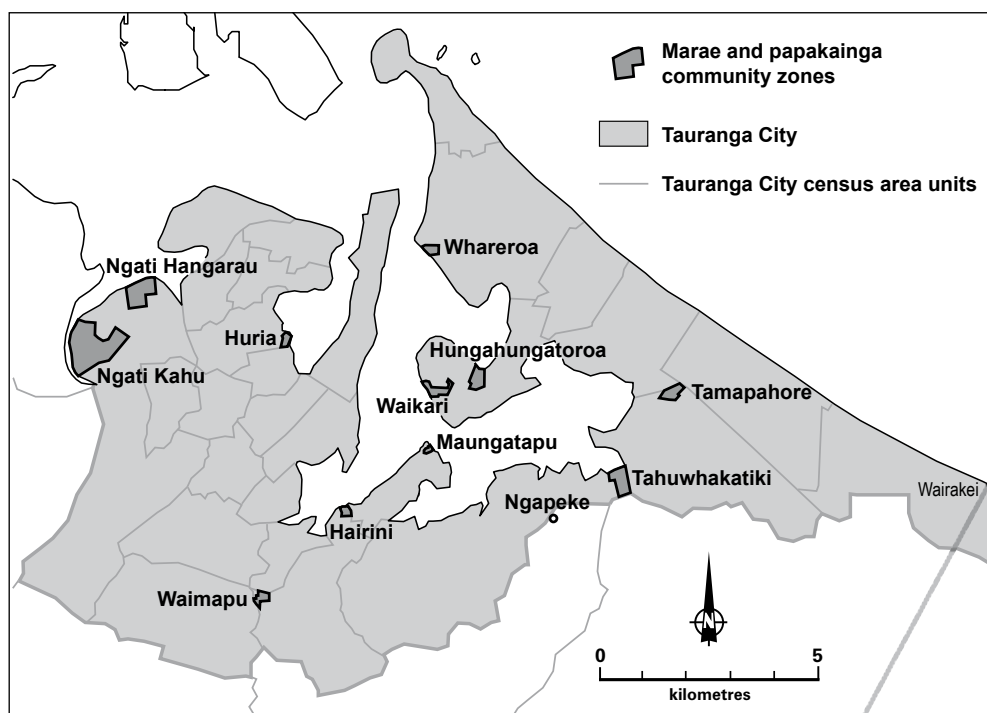 Marae and papakainga
community zones
Tauranga City
Tauranga City census area units
Whareroa
Ngati Hangarau
Huria
Hungahungatoroa
Ngati Kahu
Waikari
Tamapahore
Maungatapu
Tahuwhakatiki
Wairakei
Ngapeke
Hairini
Waimapu
N
0 5
kilometres